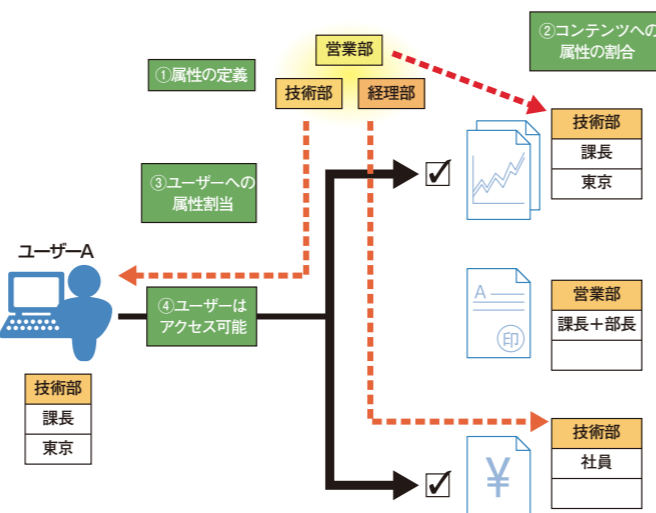 営業部
②コンテンツへの
属性の割合
①属性の定義
技術部
経理部
技術部
課長
東京
③ユーザーへの
属性割当
ユーザーA
④ユーザーは
アクセス可能
A
印
営業部
課長＋部長
技術部
課長
東京
技術部
社員
¥